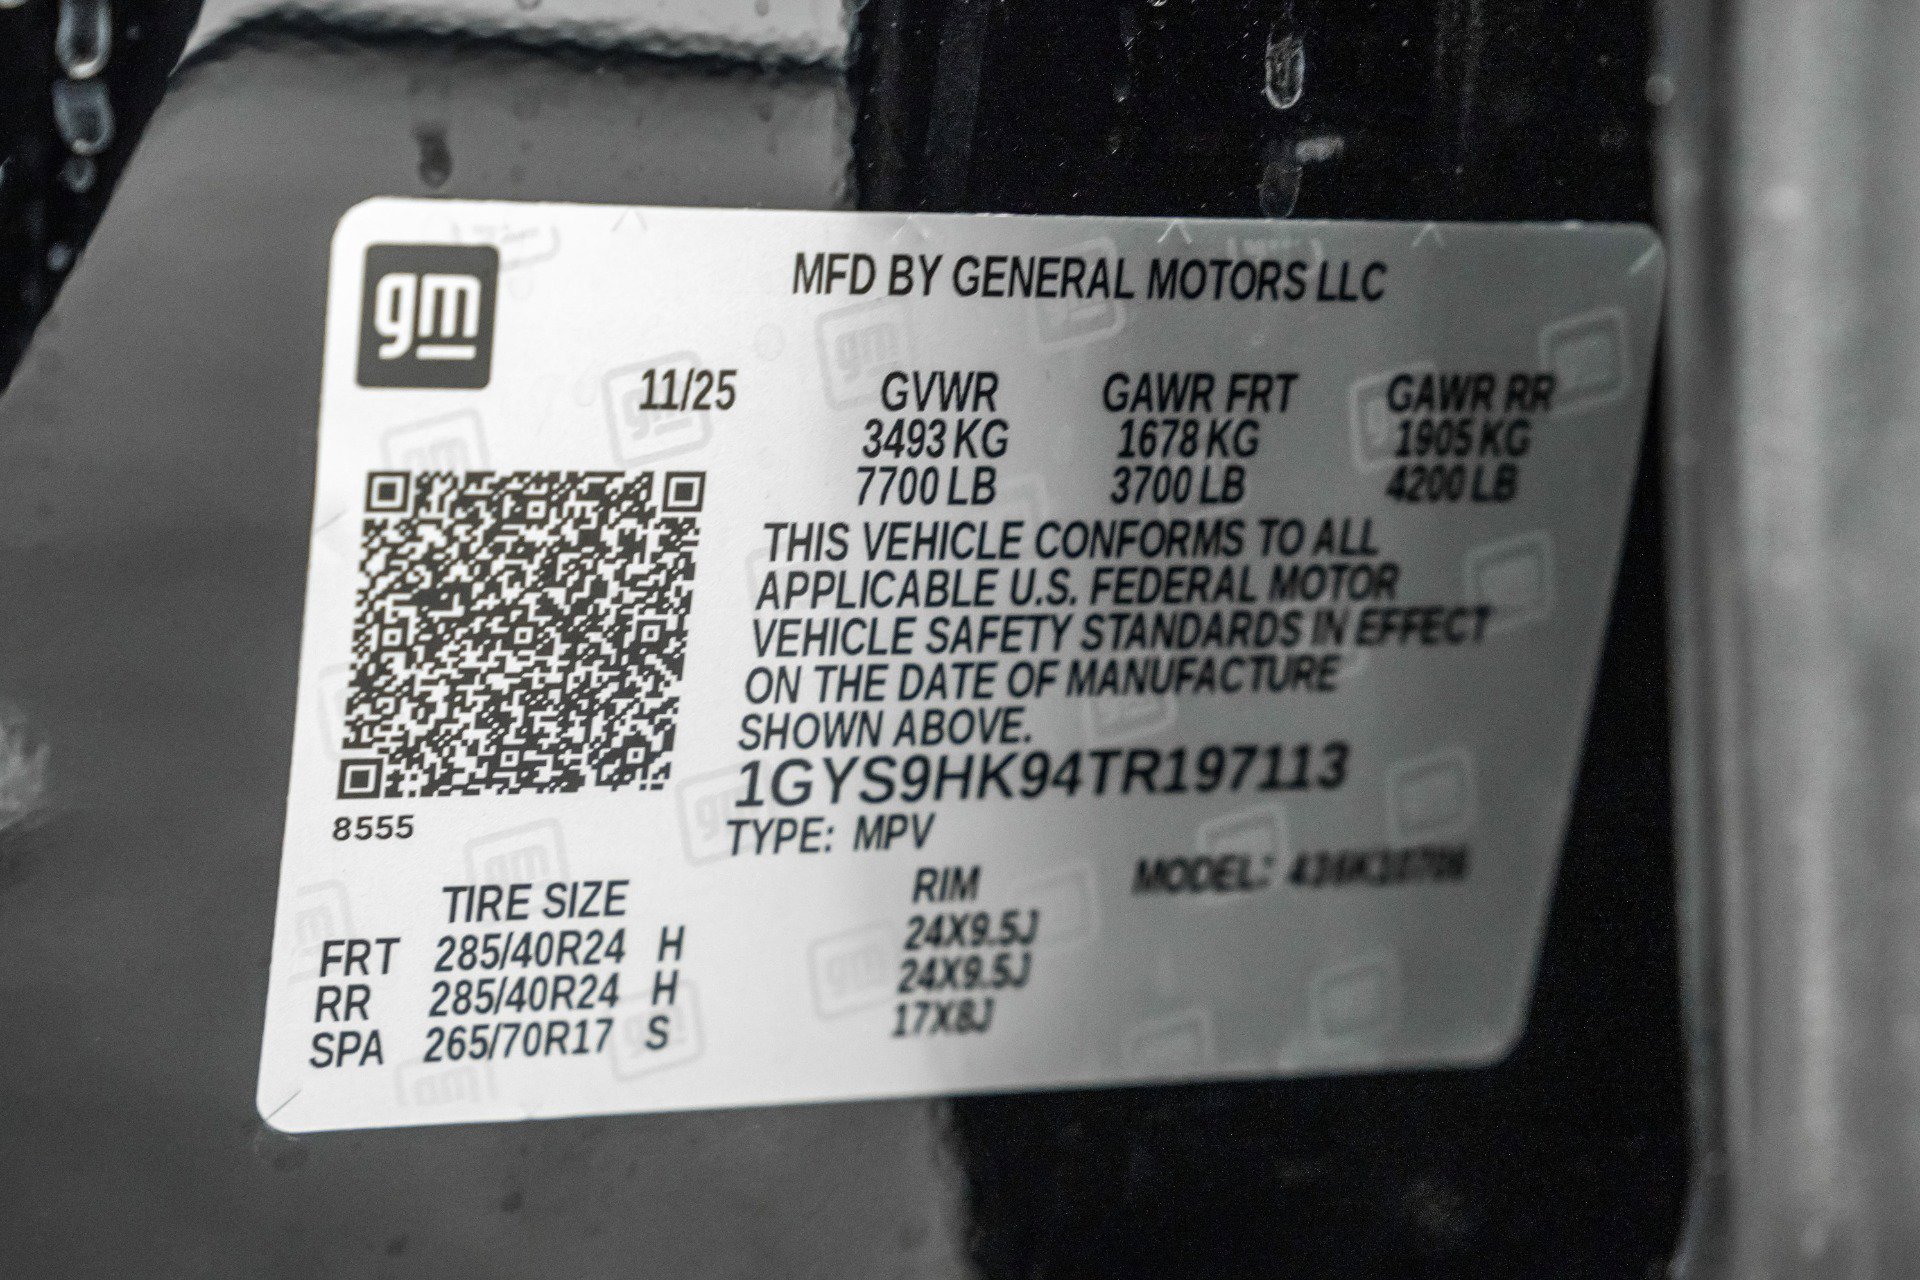 gm
MFD BY GENERAL MOTORS LLC
11/25 GVWR GAWR FRT GAWR RR
3493 KG 1678 KG 1905 KG
7700 LB 3700 LB 4200 LB
THIS VEHICLE CONFORMS TO ALL
APPLICABLE U.S. FEDERAL MOTOR
VEHICLE SAFETY STANDARDS IN EFFECT
ON THE DATE OF MANUFACTURE
SHOWN ABOVE.
1GYS9HK94TR197113
8555
TYPE: MPV MODEL:
TIRE SIZE RIM
FRT 285/40R24 H 24X9.5J
RR 285/40R24 H 24X9.5J
SPA 265/70R17 S 17X8J